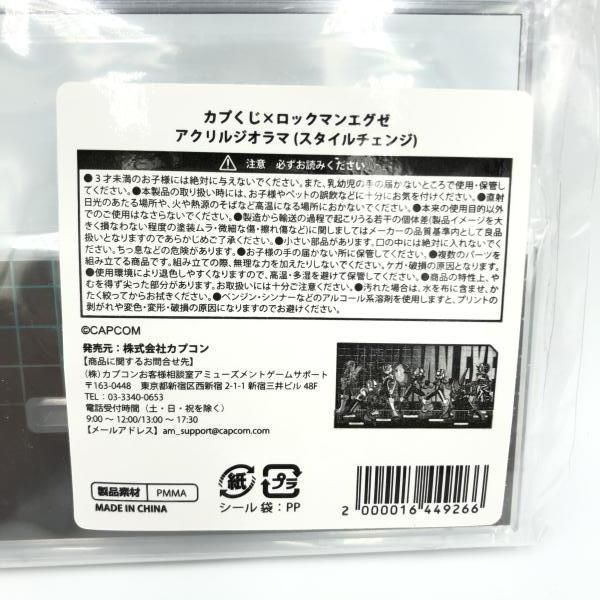 カプくじ×ロックマンエグゼ
アクリルジオラマ(スタイルチェンジ)
注意 必ずお読みください。
●3才未満のお子様には絶対に与えないでください。また、乳幼児の手の届かないところで使用・保管し
てください。●本製品の取り扱い時には、お子様やペットの誤飲などに十分にお気を付けください。●直射
日光のあたる場所や、火や熱源のそばなど高温になる場所におかないでください。●本来の使用目的以外
でのご使用はなさらないでください。●製造から輸送の過程で起こりうる若干の個体差(製品イメージを大
きく損なわない程度の塗装ムラ・微細な傷・擦れ傷など)に関しましてはメーカーの品質基準内として良品
扱いとなりますのであらかじめご了承ください。●小さい部品があります。口の中には絶対に入れないでく
ださい。ちっ息などの危険があります。●お子様の手の届かない所に保管してください。●複数のパーツを
組み立てる商品です。組み立ての際、無理な力を加えたりしないでください。ケガ・破損の原因となります。
●使用環境により退色しやすくなりますので、高温・多湿を避けて保管してください。●商品の特性上、や
むを得ず尖った部分があります。お取扱いには十分ご注意ください。●汚れた場合は、水を布に含ませ、か
たく絞ってからお拭きください。●ベンジン・シンナーなどのアルコール系溶剤を使用しますと、プリントの
剥がれや変色・変形・破損の原因になりますのでお避けください。
©CAPCOM
発売元：株式会社カプコン
【商品に関するお問合せ先】
(株)カプコンお客様相談室アミューズメントゲームサポート
〒163-0448 東京都新宿区西新宿 2-1-1 新宿三井ビル 48F
TEL：03-3340-0653
電話受付時間（土・日・祝を除く）
9:00 〜 12:00/13:00 〜 17:30
【メールアドレス】am_support@capcom.com
製品素材 PMMA
MADE IN CHINA
紙 プラ
シール 袋：PP
2 000016 449266